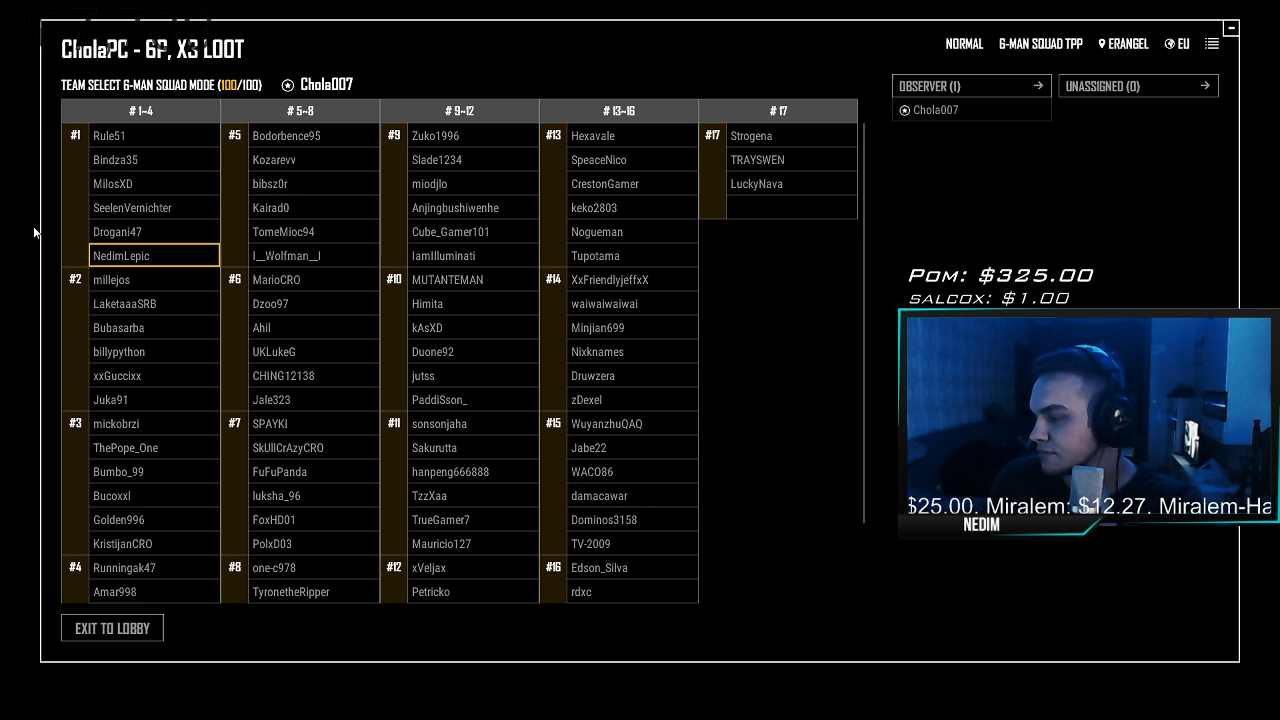 CholaPC - 6P, X3 LOOT
NORMAL 6-MAN SQUAD TPP ERANGEL EU
TEAM SELECT 6-MAN SQUAD MODE (100/100) Chola007
OBSERVER (1) UNASSIGNED (0)
Chola007
# 1~4
#1 Rule51
Bindza35
MilosXD
SeelenVernichter
Drogani47
NedimLepic
#2 millejos
LaketaaaSRB
Bubasarba
billypython
xxGuccixx
Juka91
#3 mickobrzi
ThePope_One
Bumbo_99
Bucoxxl
Golden996
KristijanCRO
#4 Runningak47
Amar998
# 5~8
#5 Bodorbence95
Kozarevv
bibsz0r
Kairad0
TomeMioc94
I__Wolfman__I
#6 MarioCRO
Dzoo97
Ahil
UKLukeG
CHING12138
Jale323
#7 SPAYKI
SkUllCrAzyCRO
FuFuPanda
luksha_96
FoxHD01
PolxD03
#8 one-c978
TyronetheRipper
# 9~12
#9 Zuko1996
Slade1234
miodjlo
Anjingbushiwenhe
Cube_Gamer101
IamIlluminati
#10 MUTANTEMAN
Himita
kAsXD
Duone92
jutss
PaddiSson_
#11 sonsonjaha
Sakurutta
hanpeng666888
TzzXaa
TrueGamer7
Mauricio127
#12 xVeljax
Petricko
# 13~16
#13 Hexavale
SpeaceNico
CrestonGamer
keko2803
Nogueman
Tupotama
#14 XxFriendlyjeffxX
waiwaiwaiwai
Minjian699
Nixknames
Druwzera
zDexel
#15 WuyanzhuQAQ
Jabe22
WACO86
damacawar
Dominos3158
TV-2009
#16 Edson_Silva
rdxc
# 17
#17 Strogena
TRAYSWEN
LuckyNava
Pom: $325.00
salcox: $1.00
$25.00. Miralem: $12.27. Miralem-Ha
NEDIM
EXIT TO LOBBY